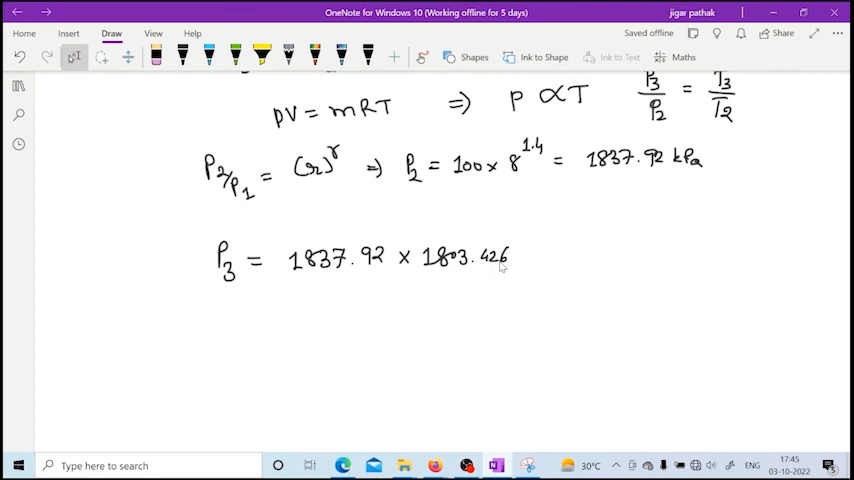 OneNote for Windows 10 (Working offline for 5 days)
jigar pathak
Home Insert Draw View Help
Saved offline Share
Shapes Ink to Shape Ink to Text Maths
PV = mRT => P ∝ T P3/P2 = T3/T2
P2/P1 = (r)^γ => P2 = 100 × 8^1.4 = 1837.92 kPa
P3 = 1837.92 × 1803.426
Type here to search
30°C
ENG
17:45
03-10-2022
5